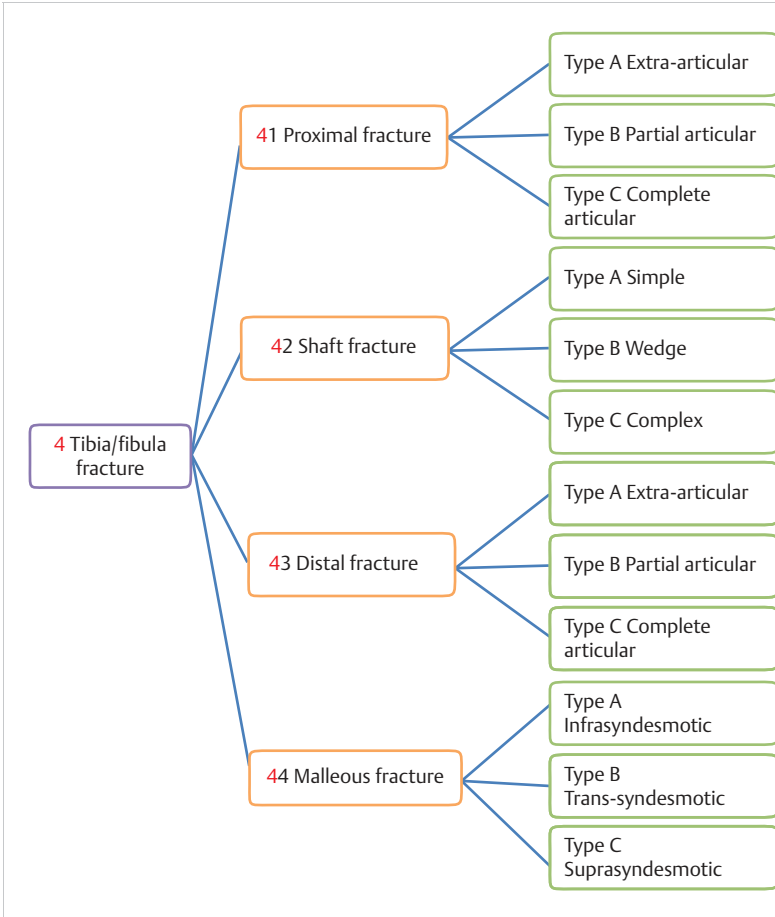 4 Tibia/fibula
fracture
41 Proximal fracture
Type A Extra-articular
Type B Partial articular
Type C Complete
articular
42 Shaft fracture
Type A Simple
Type B Wedge
Type C Complex
43 Distal fracture
Type A Extra-articular
Type B Partial articular
Type C Complete
articular
44 Malleous fracture
Type A
Infrasyndesmotic
Type B
Trans-syndesmotic
Type C
Suprasyndesmotic